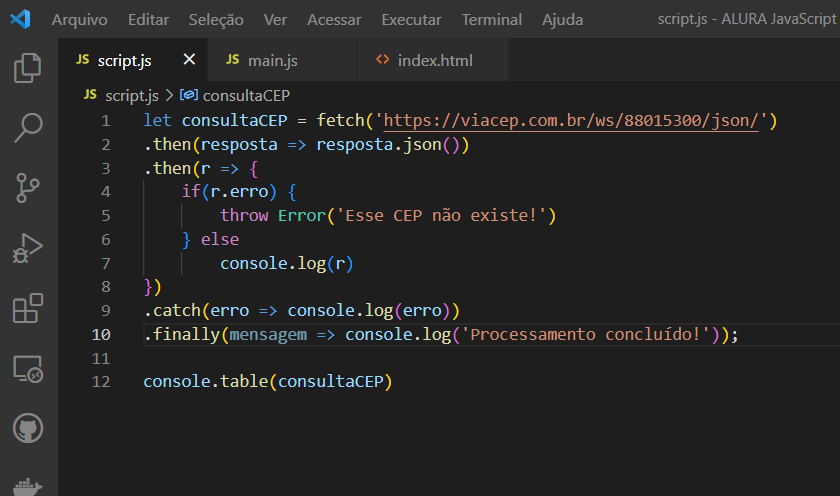 Arquivo Editar Seleção Ver Acessar Executar Terminal Ajuda script.js - ALURA JavaScript
JS script.js × JS main.js <> index.html
JS script.js > consultaCEP
1 let consultaCEP = fetch('https://viacep.com.br/ws/88015300/json/')
2 .then(resposta => resposta.json())
3 .then(r => {
4 if(r.erro) {
5 throw Error('Esse CEP não existe!')
6 } else
7 console.log(r)
8 })
9 .catch(erro => console.log(erro))
10 .finally(mensagem => console.log('Processamento concluído!'));
11
12 console.table(consultaCEP)